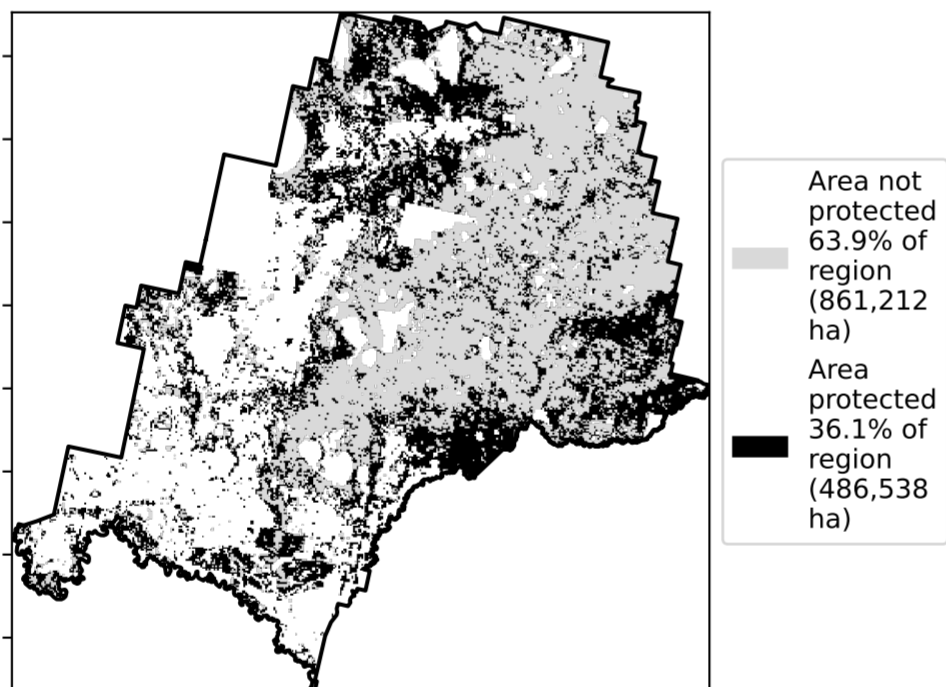 Area not
protected
63.9% of
region
(861,212
ha)
Area
protected
36.1% of
region
(486,538
ha)